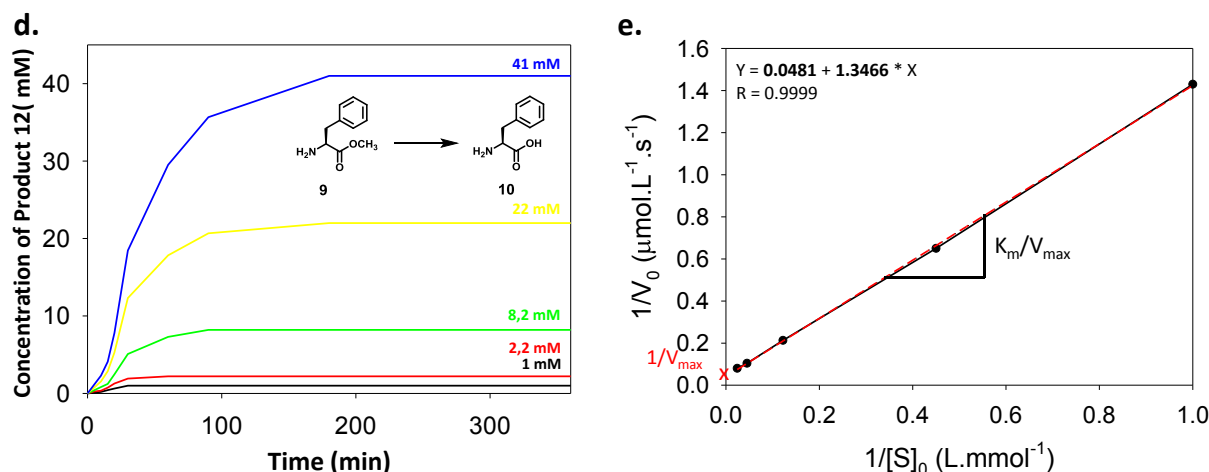 d.
Concentration of Product 12( mM)
40
30
20
10
0
41 mM
22 mM
8,2 mM
2,2 mM
1 mM
H₂N
OCH₃
O
9
H₂N
OH
O
10
0
100
200
300
Time (min)
e.
1/V₀ (μmol.L⁻¹.s⁻¹)
1.6
1.4
1.2
1.0
0.8
0.6
0.4
0.2
0.0
Y = 0.0481 + 1.3466 * X
R = 0.9999
Kₘ/Vₘₐₓ
1/Vₘₐₓ
x
0.0
0.2
0.4
0.6
0.8
1.0
1/[S]₀ (L.mmol⁻¹)